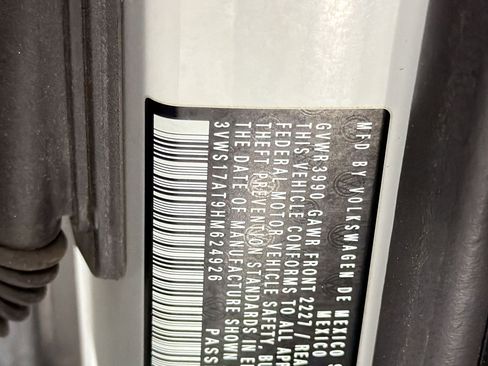 MFD BY VOLKSWAGEN DE MEXICO
MEXICO
GVWR 3990, GAWR FRONT 2227 / REA
THIS VEHICLE CONFORMS TO ALL APP
FEDERAL MOTOR VEHICLE SAFETY, BU
THEFT PREVENTION STANDARDS IN E
THE DATE OF MANUFACTURE SHOWN
3VWS17AT9HM624926 PASS